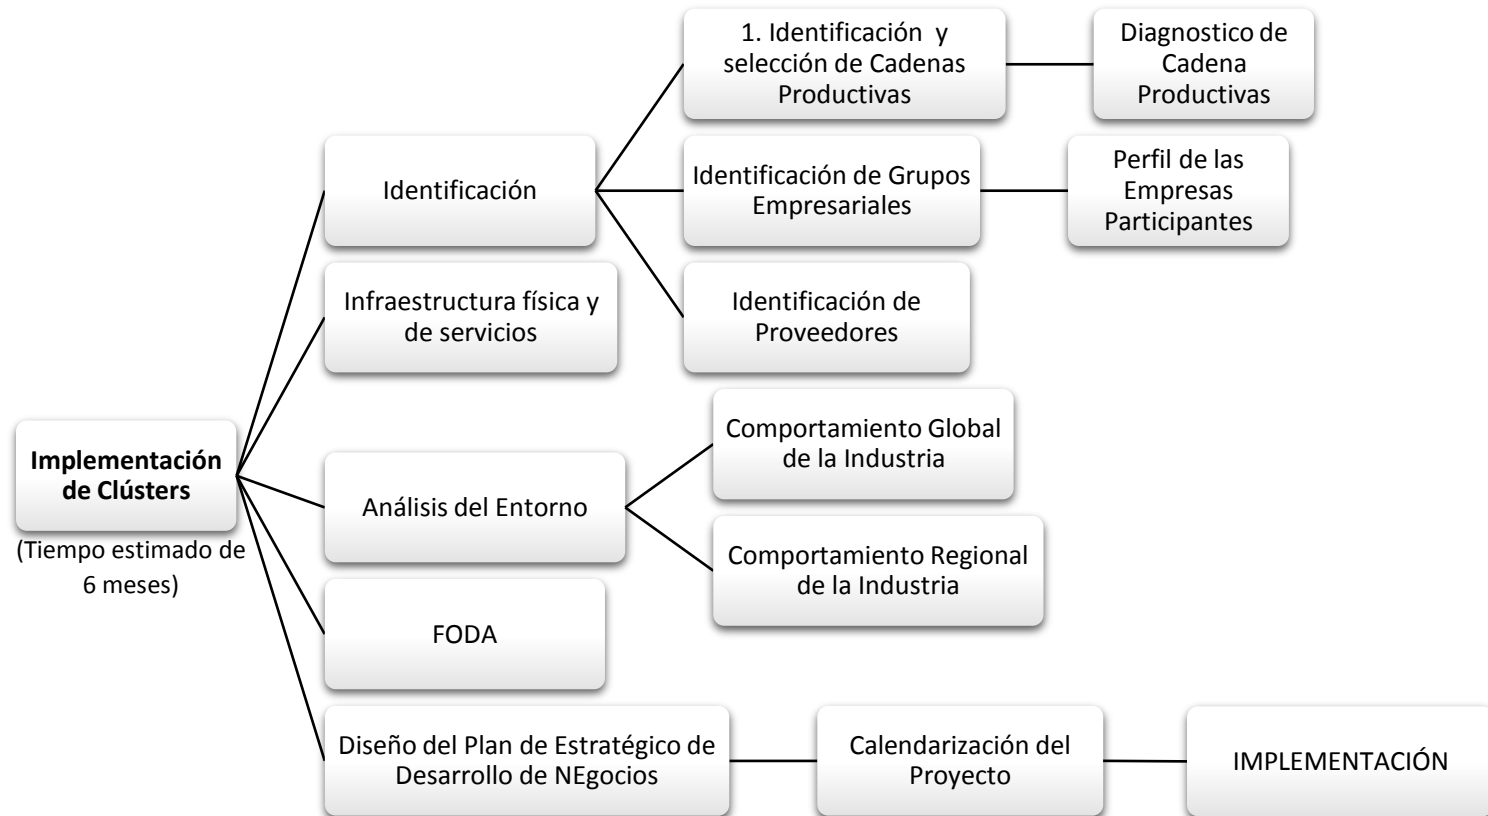 1. Identificación y
selección de Cadenas
Productivas
Diagnostico de
Cadena
Productivas
Identificación
Identificación de Grupos
Empresariales
Perfil de las
Empresas
Participantes
Infraestructura física y
de servicios
Identificación de
Proveedores
Implementación
de Clústers
(Tiempo estimado de
6 meses)
Análisis del Entorno
Comportamiento Global
de la Industria
Comportamiento Regional
de la Industria
FODA
Diseño del Plan de Estratégico de
Desarrollo de NEgocios
Calendarización del
Proyecto
IMPLEMENTACIÓN